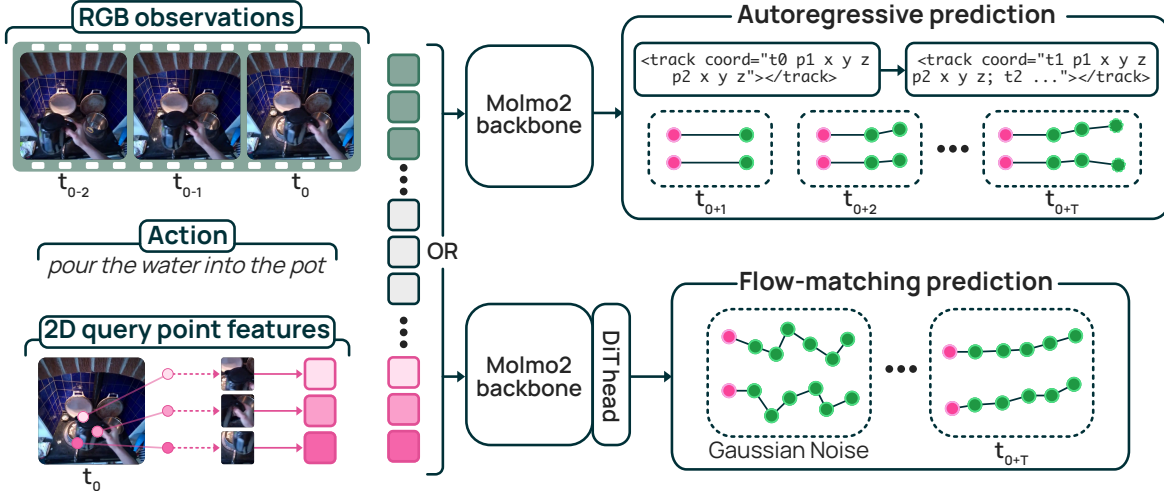 RGB observations
t0-2
t0-1
t0
Action
pour the water into the pot
2D query point features
t0
OR
Molmo2
backbone
Autoregressive prediction
<track coord="t0 p1 x y z
p2 x y z"></track>
<track coord="t1 p1 x y z
p2 x y z; t2 ..."></track>
t0+1
t0+2
t0+T
Molmo2
backbone
DiT head
Flow-matching prediction
Gaussian Noise
t0+T